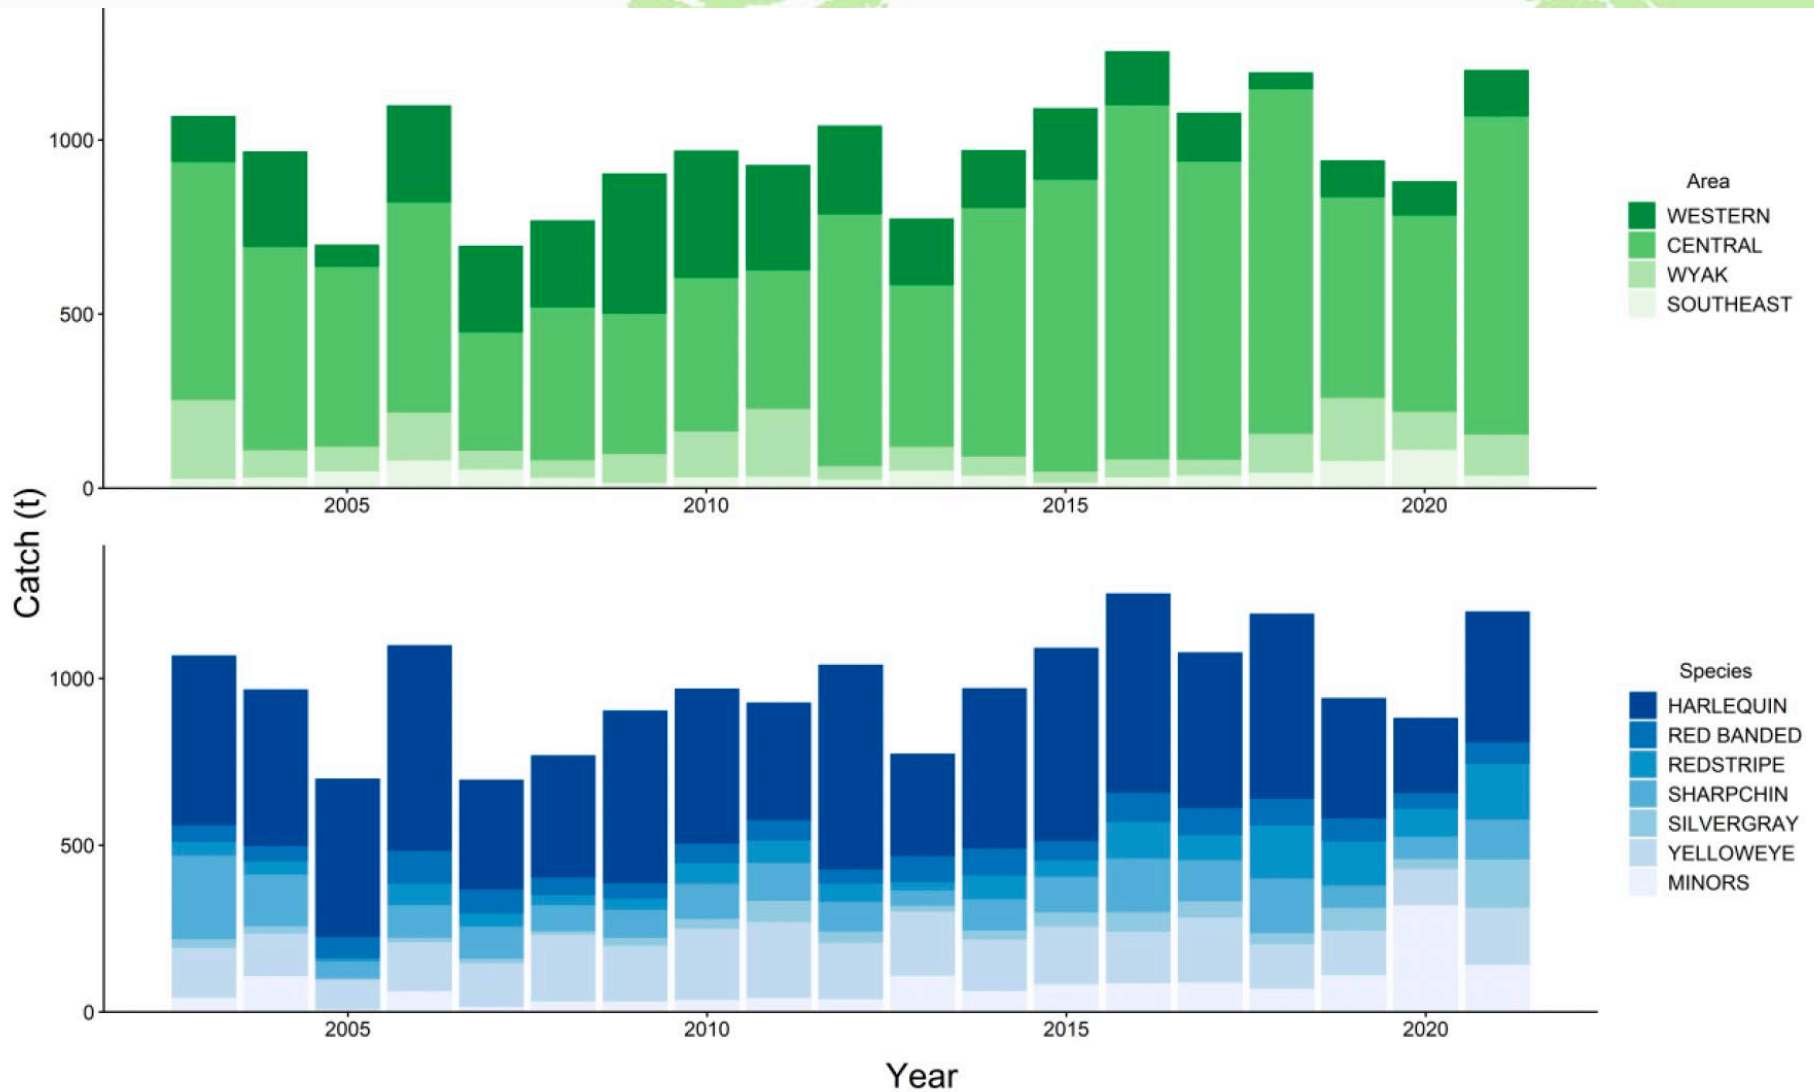 1000
500
0
2005 2010 2015 2020
Area
WESTERN
CENTRAL
WYAK
SOUTHEAST
Catch (t)
1000
500
0
2005 2010 2015 2020
Species
HARLEQUIN
RED BANDED
REDSTRIPE
SHARPCHIN
SILVERGRAY
YELLOWEYE
MINORS
Year